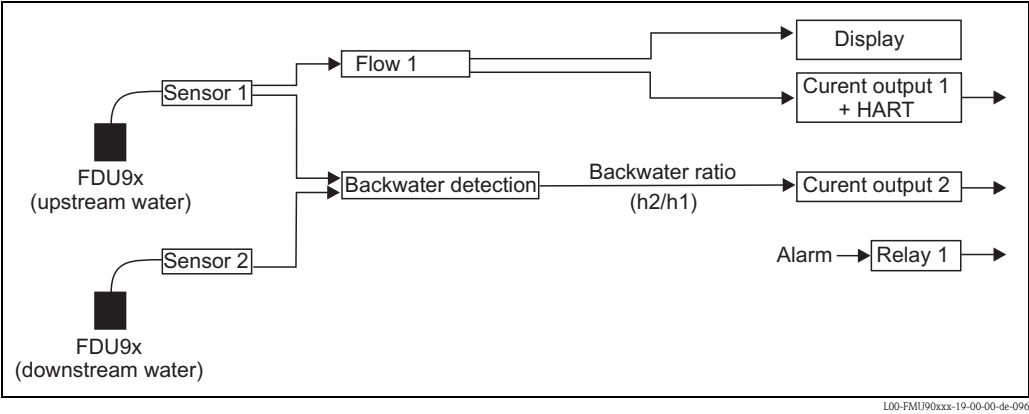 Display
Flow 1
Sensor 1
Curent output 1
+ HART
FDU9x
(upstream water)
Backwater detection
Backwater ratio
(h2/h1)
Curent output 2
Sensor 2
Alarm
Relay 1
FDU9x
(downstream water)
L00-FMU90xxx-19-00-00-de-096